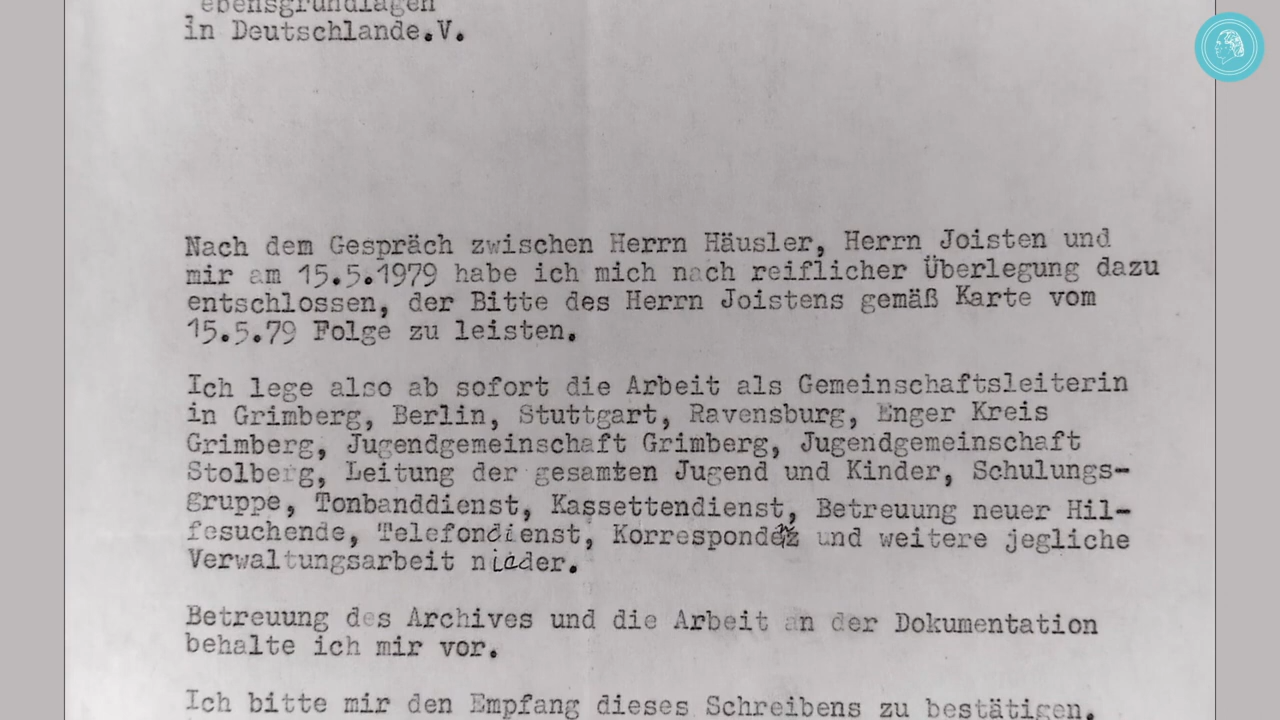 ebensgrundlagen
in Deutschlande.V.
Nach dem Gespräch zwischen Herrn Häusler, Herrn Joisten und
mir am 15.5.1979 habe ich mich nach reiflicher Überlegung dazu
entschlossen, der Bitte des Herrn Joistens gemäß Karte vom
15.5.79 Folge zu leisten.
Ich lege also ab sofort die Arbeit als Gemeinschaftsleiterin
in Grimberg, Berlin, Stuttgart, Ravensburg, Enger Kreis
Grimberg, Jugendgemeinschaft Grimberg, Jugendgemeinschaft
Stolberg, Leitung der gesamten Jugend und Kinder, Schulungs-
gruppe, Tonbanddienst, Kassettendienst, Betreuung neuer Hil-
fesuchende, Telefondienst, Korrespondenz und weitere jegliche
Verwaltungsarbeit nieder.
Betreuung des Archives und die Arbeit an der Dokumentation
behalte ich mir vor.
Ich bitte mir den Empfang dieses Schreibens zu bestätigen.